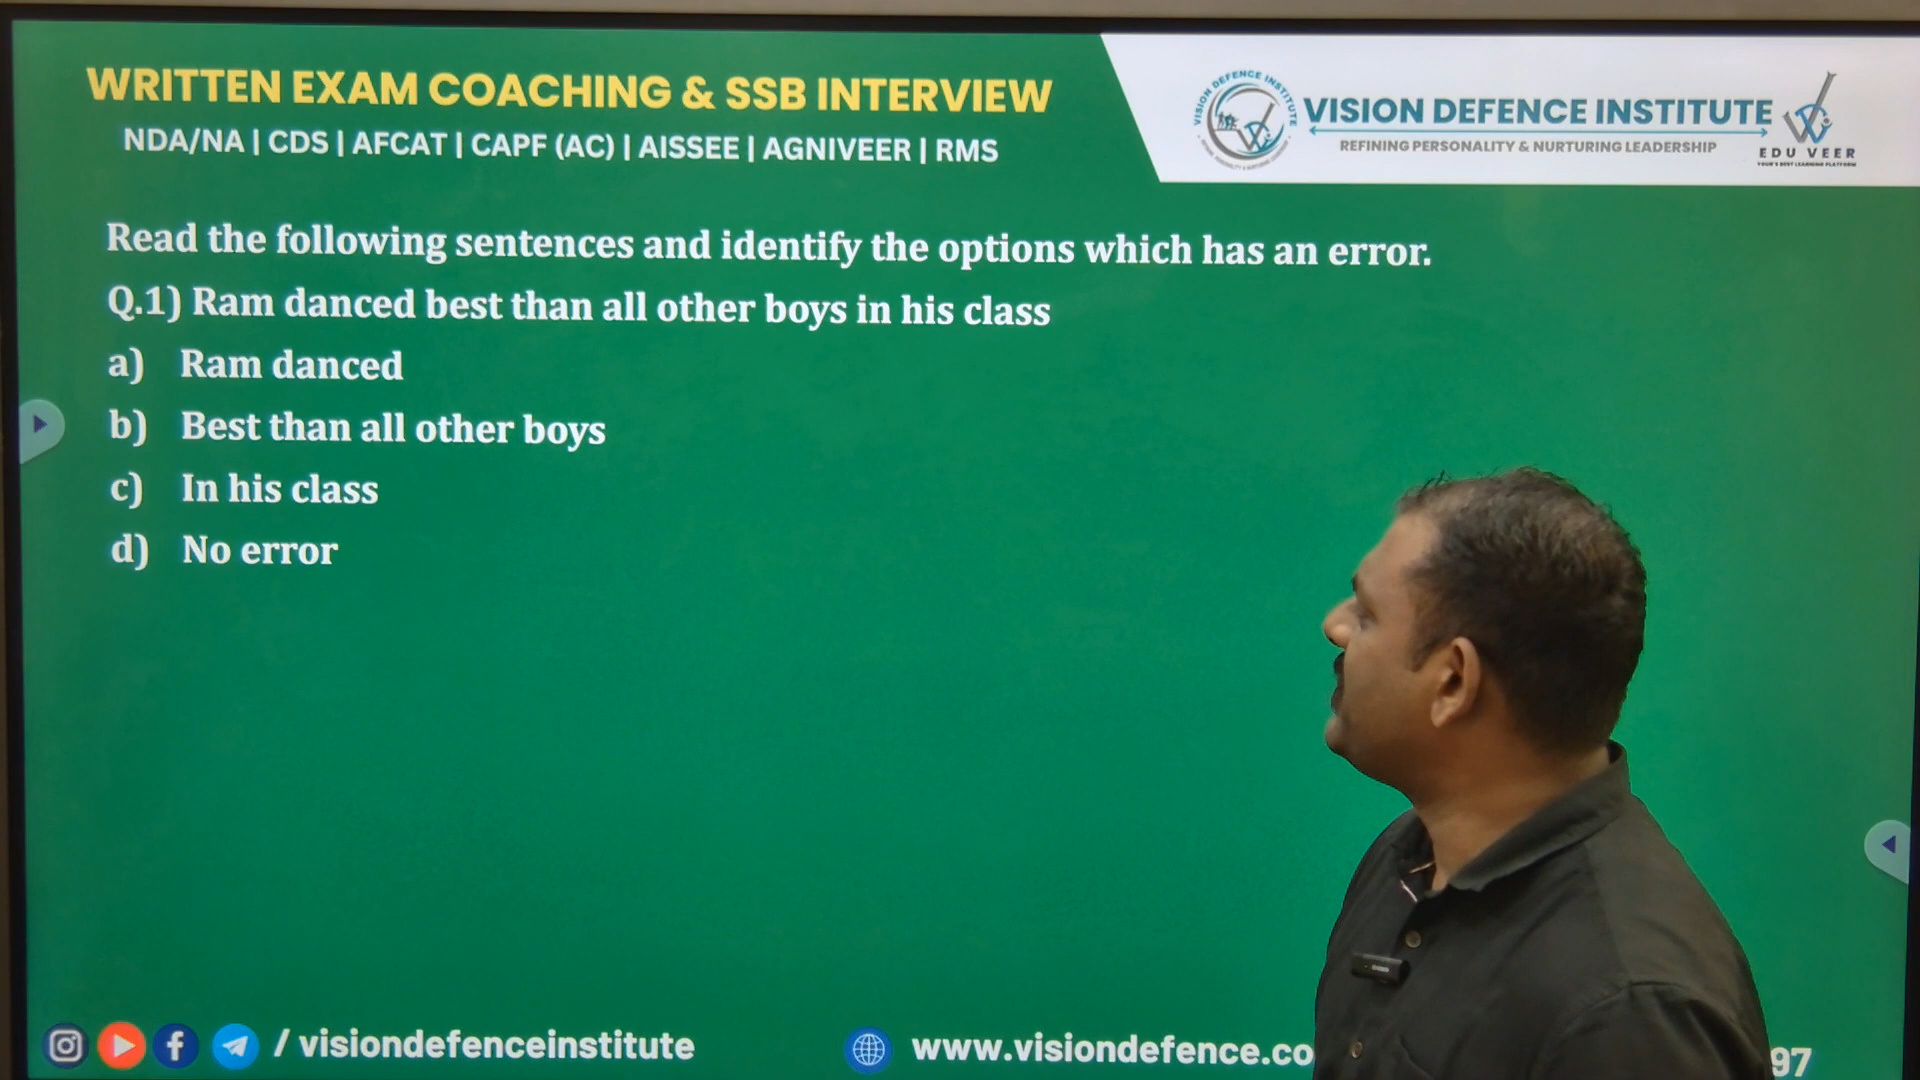 WRITTEN EXAM COACHING & SSB INTERVIEW
NDA/NA | CDS | AFCAT | CAPF (AC) | AISSEE | AGNIVEER | RMS
VISION DEFENCE INSTITUTE
VISION DEFENCE INSTITUTE
REFINING PERSONALITY & NURTURING LEADERSHIP
EDU VEER
Read the following sentences and identify the options which has an error.
Q.1) Ram danced best than all other boys in his class
a) Ram danced
b) Best than all other boys
c) In his class
d) No error
/ visiondefenceinstitute
www.visiondefence.co
97